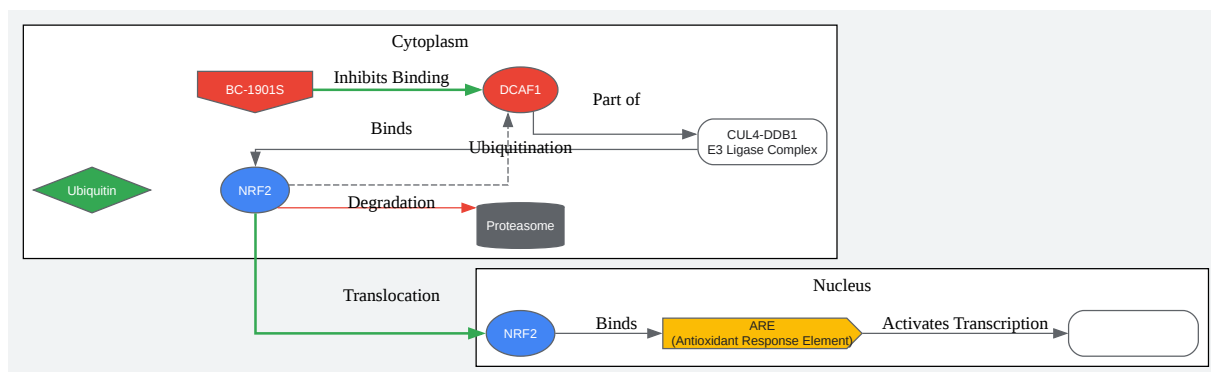 Cytoplasm
BC-1901S
Inhibits Binding
DCAF1
Part of
Binds
CUL4-DDB1
E3 Ligase Complex
Ubiquitination
Ubiquitin
NRF2
Degradation
Proteasome
Translocation
Nucleus
NRF2
Binds
ARE
(Antioxidant Response Element)
Activates Transcription